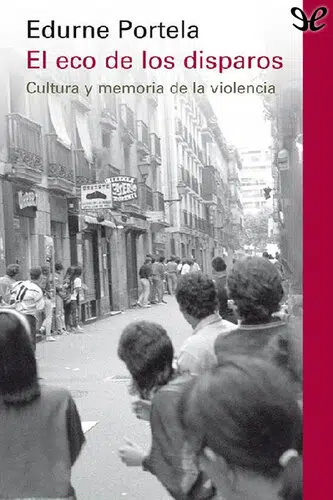 Edurne Portela
El eco de los disparos
Cultura y memoria de la violencia